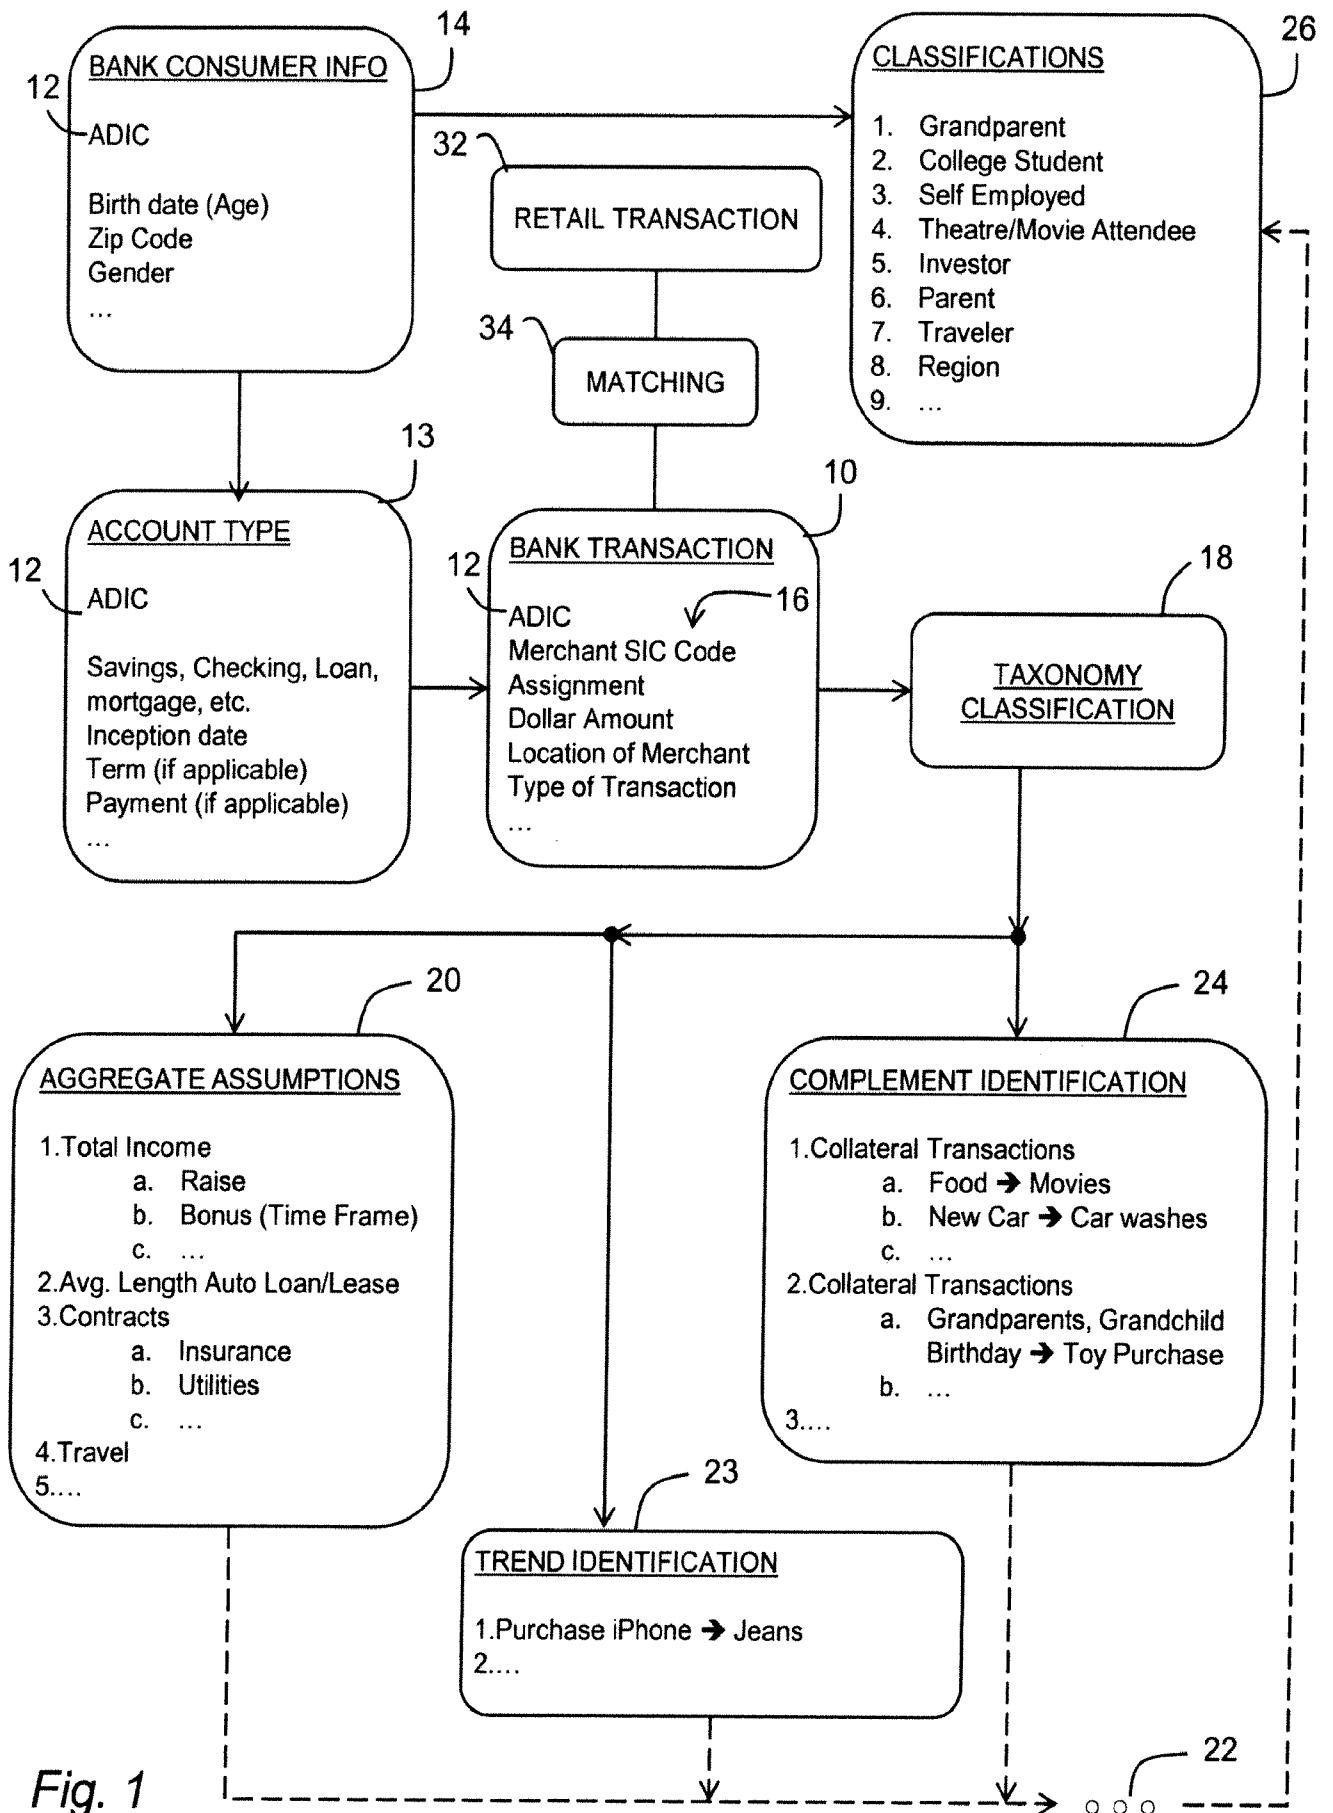 14
BANK CONSUMER INFO
12
ADIC
Birth date (Age)
Zip Code
Gender
...
26
CLASSIFICATIONS
1. Grandparent
2. College Student
3. Self Employed
4. Theatre/Movie Attendee
5. Investor
6. Parent
7. Traveler
8. Region
9. ...
32
RETAIL TRANSACTION
34
MATCHING
13
ACCOUNT TYPE
12
ADIC
Savings, Checking, Loan,
mortgage, etc.
Inception date
Term (if applicable)
Payment (if applicable)
...
10
BANK TRANSACTION
12
ADIC
16
Merchant SIC Code
Assignment
Dollar Amount
Location of Merchant
Type of Transaction
...
18
TAXONOMY
CLASSIFICATION
20
AGGREGATE ASSUMPTIONS
1.Total Income
a. Raise
b. Bonus (Time Frame)
c. ...
2.Avg. Length Auto Loan/Lease
3.Contracts
a. Insurance
b. Utilities
c. ...
4.Travel
5....
24
COMPLEMENT IDENTIFICATION
1.Collateral Transactions
a. Food ➔ Movies
b. New Car ➔ Car washes
c. ...
2.Collateral Transactions
a. Grandparents, Grandchild
Birthday ➔ Toy Purchase
b. ...
3....
23
TREND IDENTIFICATION
1.Purchase iPhone ➔ Jeans
2....
22
Fig. 1